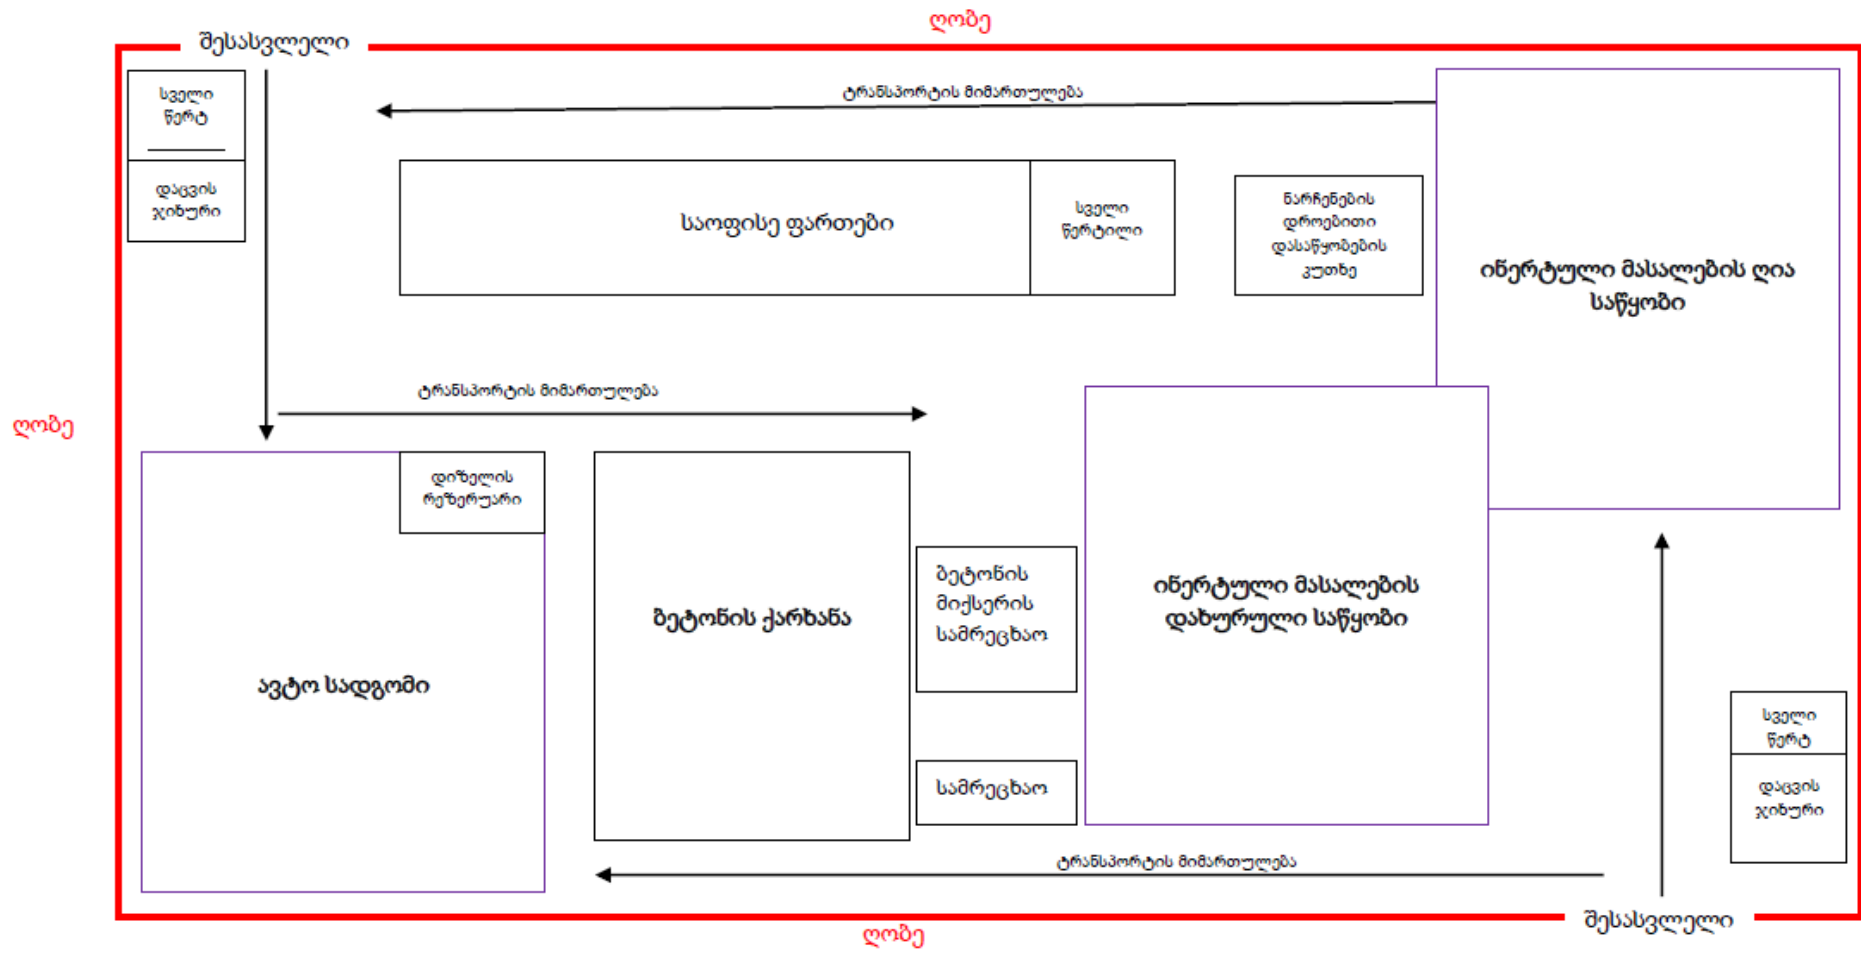 ღობე
შესასვლელი
სველი
წერტ
ტრანსპორტის მიმართულება
დაცვის
ჯიხური
საოფისე ფართები
სველი
წერტილი
ნარჩენების
დროებითი
დასაწყობების
კუთხე
ინერტული მასალების ღია
საწყობი
ტრანსპორტის მიმართულება
ღობე
დიზელის
რეზერუარი
ბეტონის
მიქსერის
სამრეცხაო
ინერტული მასალების
დახურული საწყობი
ბეტონის ქარხანა
ავტო სადგომი
სველი
წერტ
სამრეცხაო
დაცვის
ჯიხური
ტრანსპორტის მიმართულება
შესასვლელი
ღობე